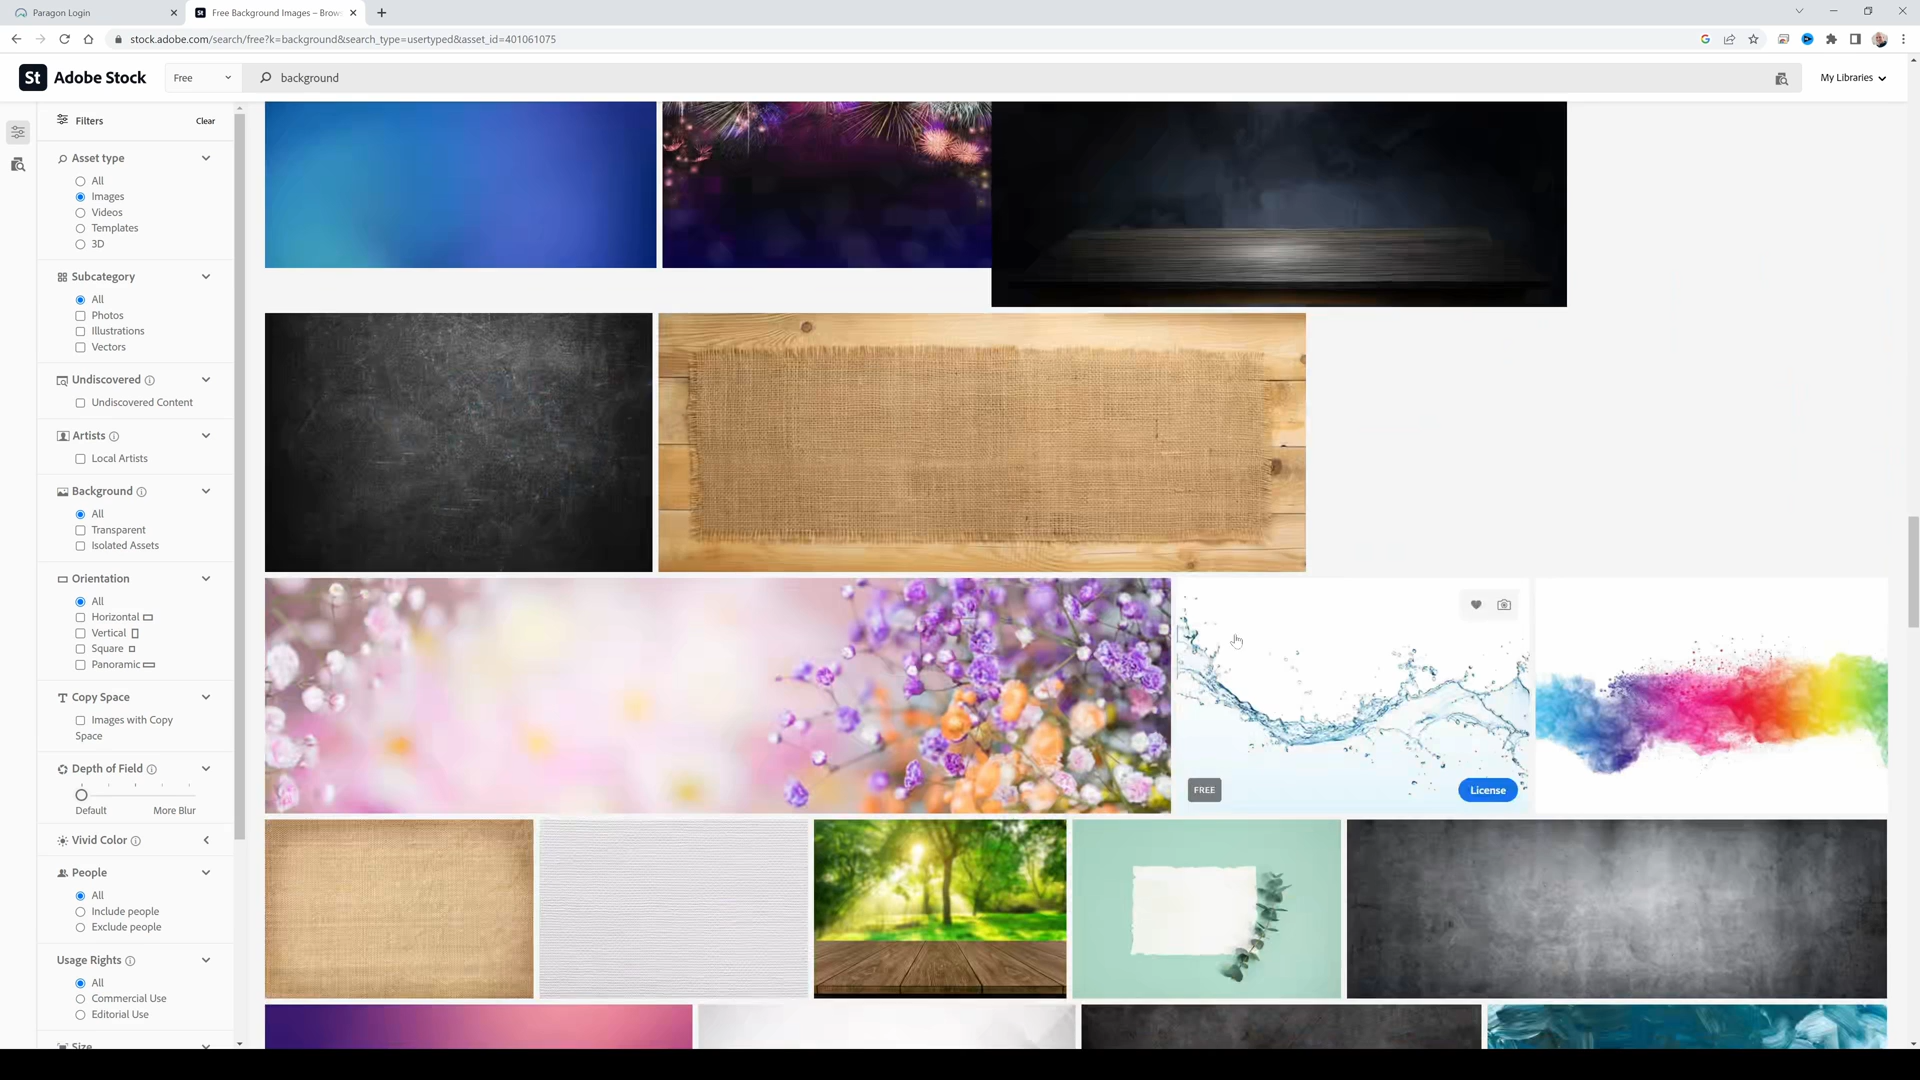 Paragon Login
St Free Background Images – Brow
stock.adobe.com/search/free?k=background&search_type=usertyped&asset_id=401061075
St Adobe Stock
Free
background
My Libraries
Filters
Clear
Asset type
All
Images
Videos
Templates
3D
Subcategory
All
Photos
Illustrations
Vectors
Undiscovered
Undiscovered Content
Artists
Local Artists
Background
All
Transparent
Isolated Assets
Orientation
All
Horizontal
Vertical
Square
Panoramic
Copy Space
Images with Copy
Space
Depth of Field
Default More Blur
Vivid Color
People
All
Include people
Exclude people
Usage Rights
All
Commercial Use
Editorial Use
Size
FREE
License